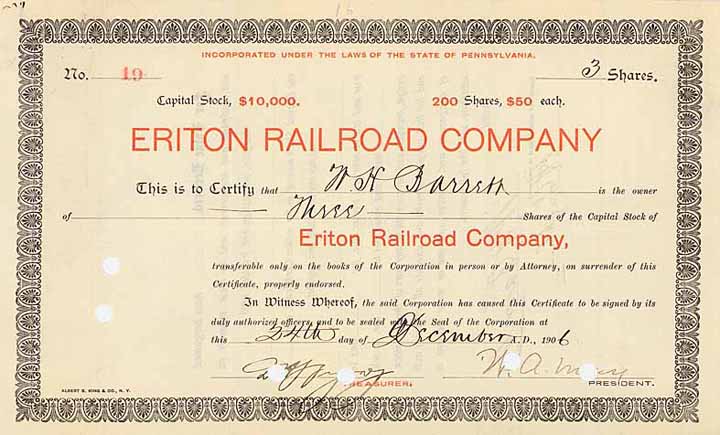 INCORPORATED UNDER THE LAWS OF THE STATE OF PENNSYLVANIA.
No. 19 3 Shares.
Capital Stock, $10,000. 200 Shares, $50 each.
ERITON RAILROAD COMPANY
This is to Certify that W. H. Barrett is the owner
of Three Shares of the Capital Stock of
Eriton Railroad Company,
transferable only on the books of the Corporation in person or by Attorney, on surrender of this
Certificate, properly endorsed.
In Witness Whereof, the said Corporation has caused this Certificate to be signed by its
duly authorized officers, and to be sealed with the Seal of the Corporation at
this 24th day of December A.D., 1906
W. A.
TREASURER. PRESIDENT.
ALBERT B. KING & CO., N. Y.